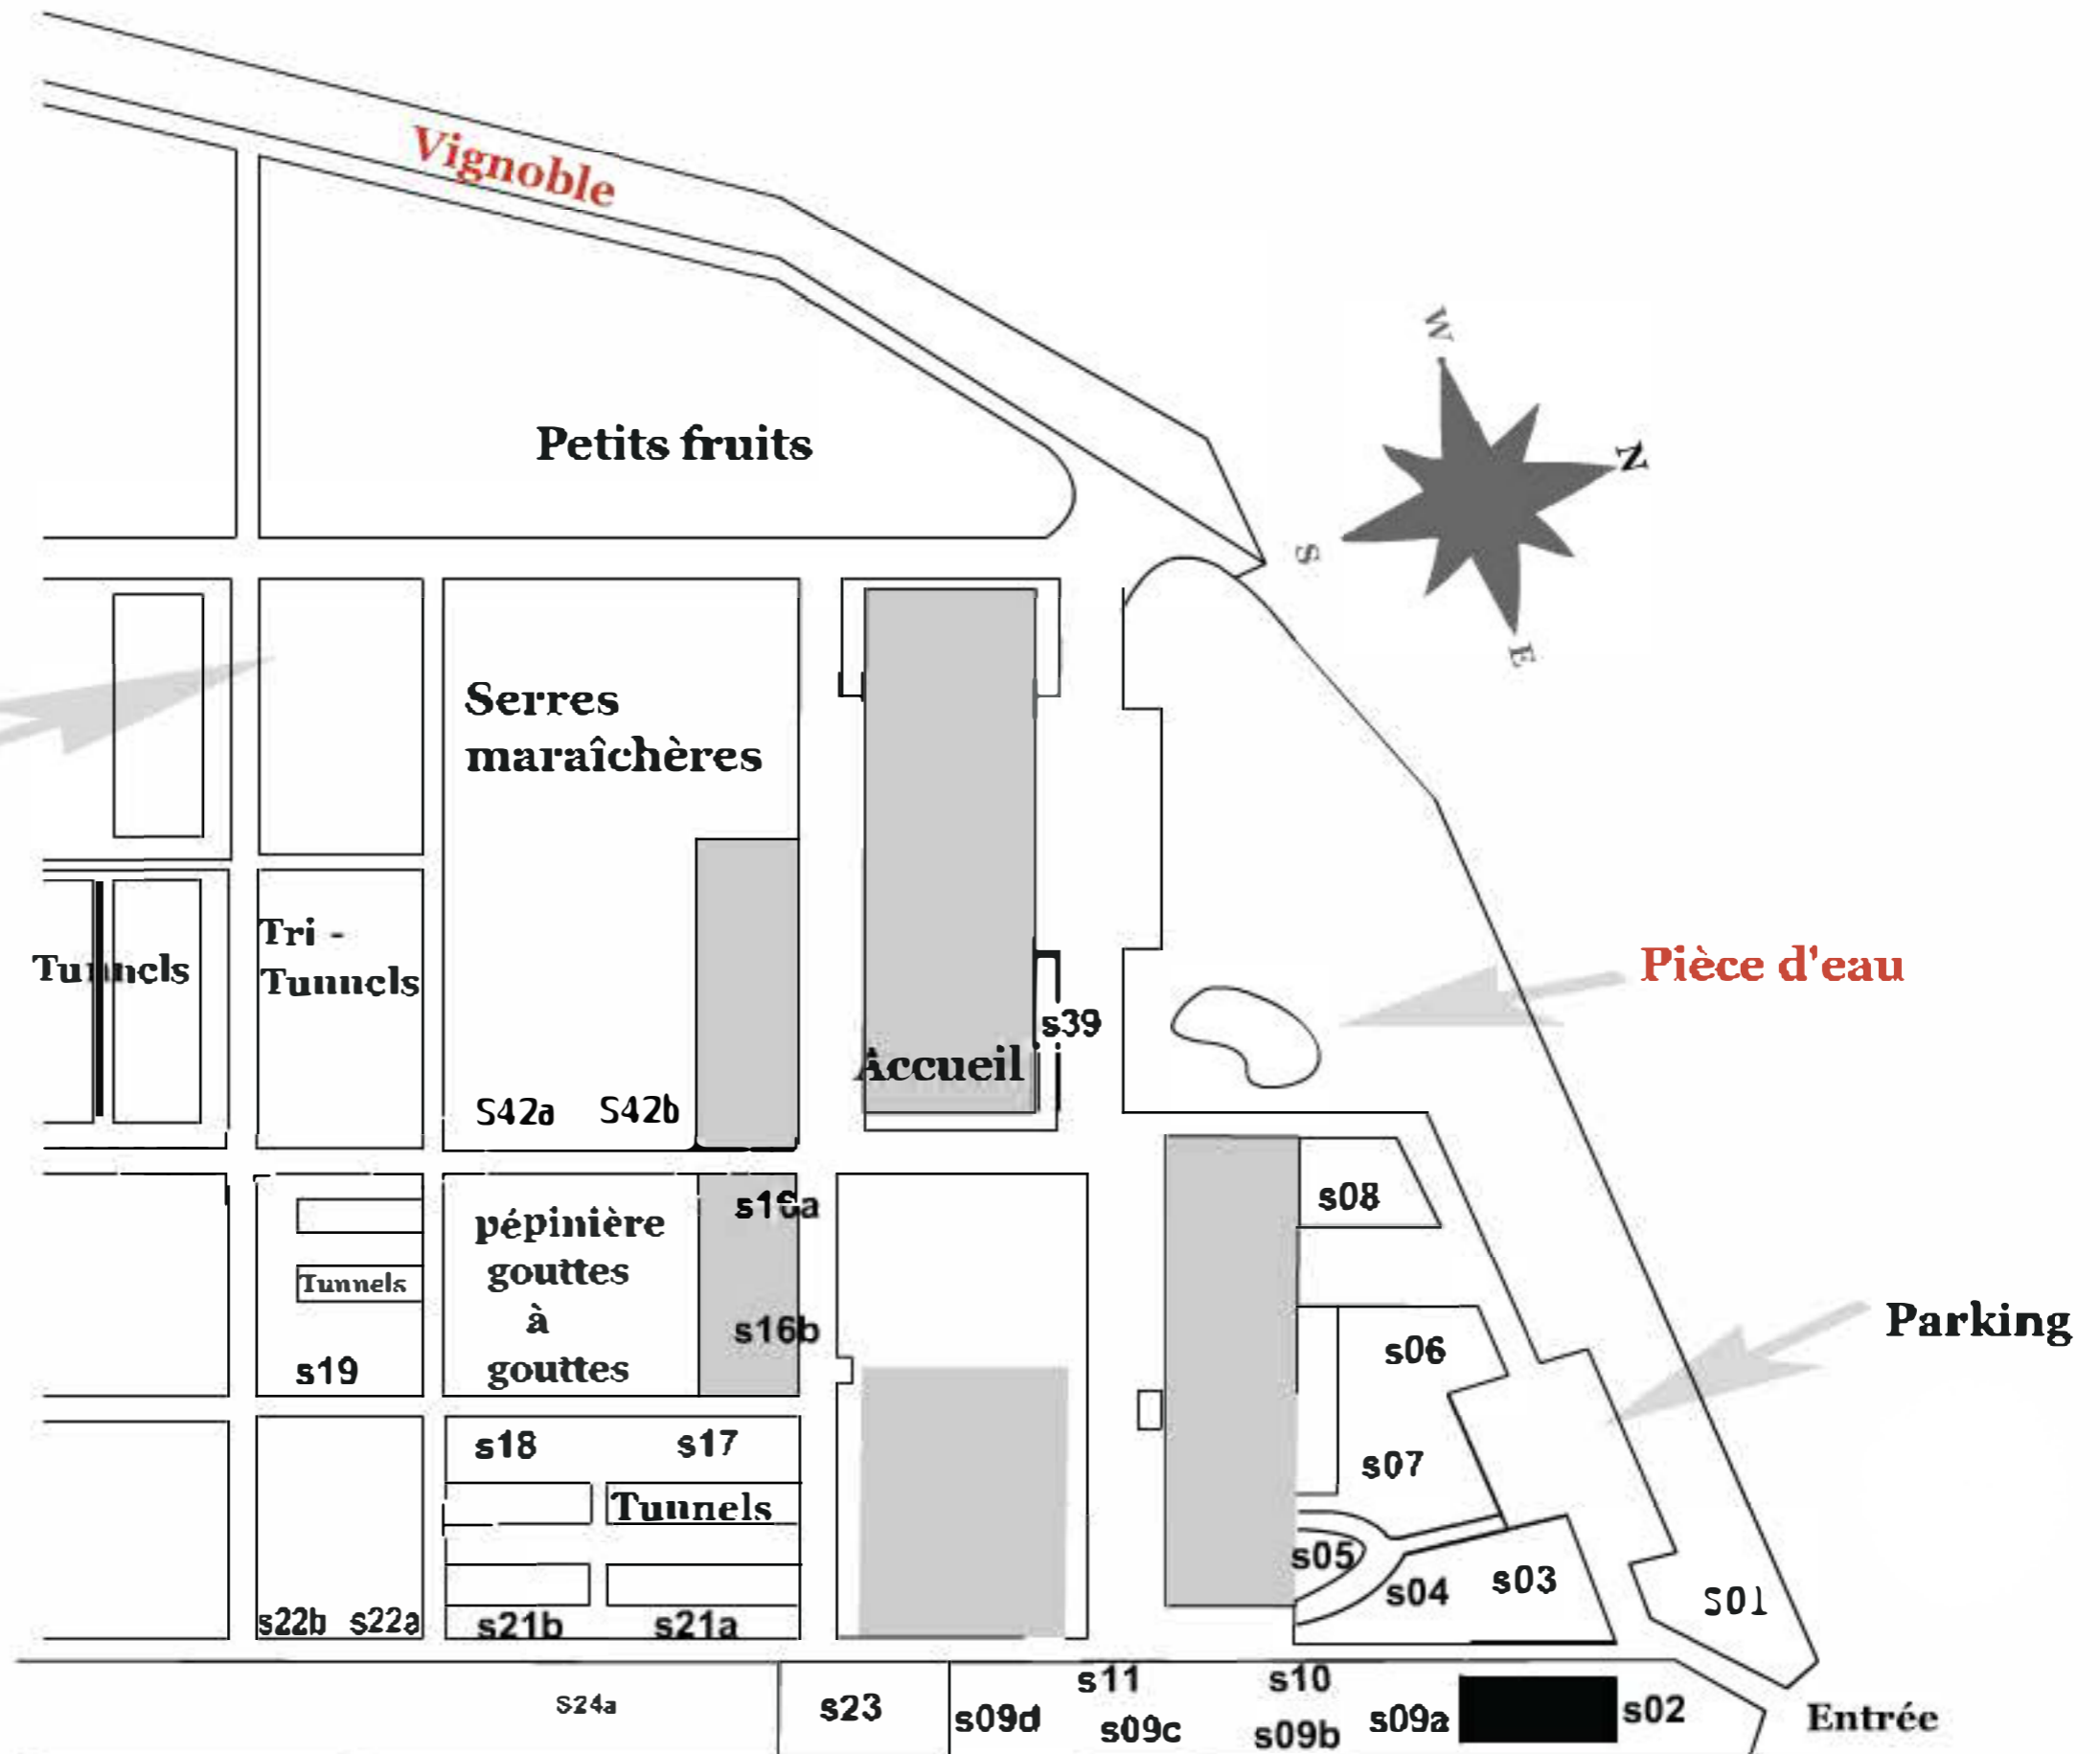 Vignoble
W
Petits fruits
N
S
E
Serres
maraîchères
Tri -
Tunnels
Tunnels
Pièce d'eau
s39
Accueil
S42a S42b
s08
s16a
pépinière
gouttes
à
gouttes
Tunnels
s16b
Parking
s06
s19
s18 s17
s07
Tunnels
s05
s04 s03
S01
s22b s22a
s21b s21a
s11 s10
S24a s23 s09d s09c s09b s09a s02 Entrée